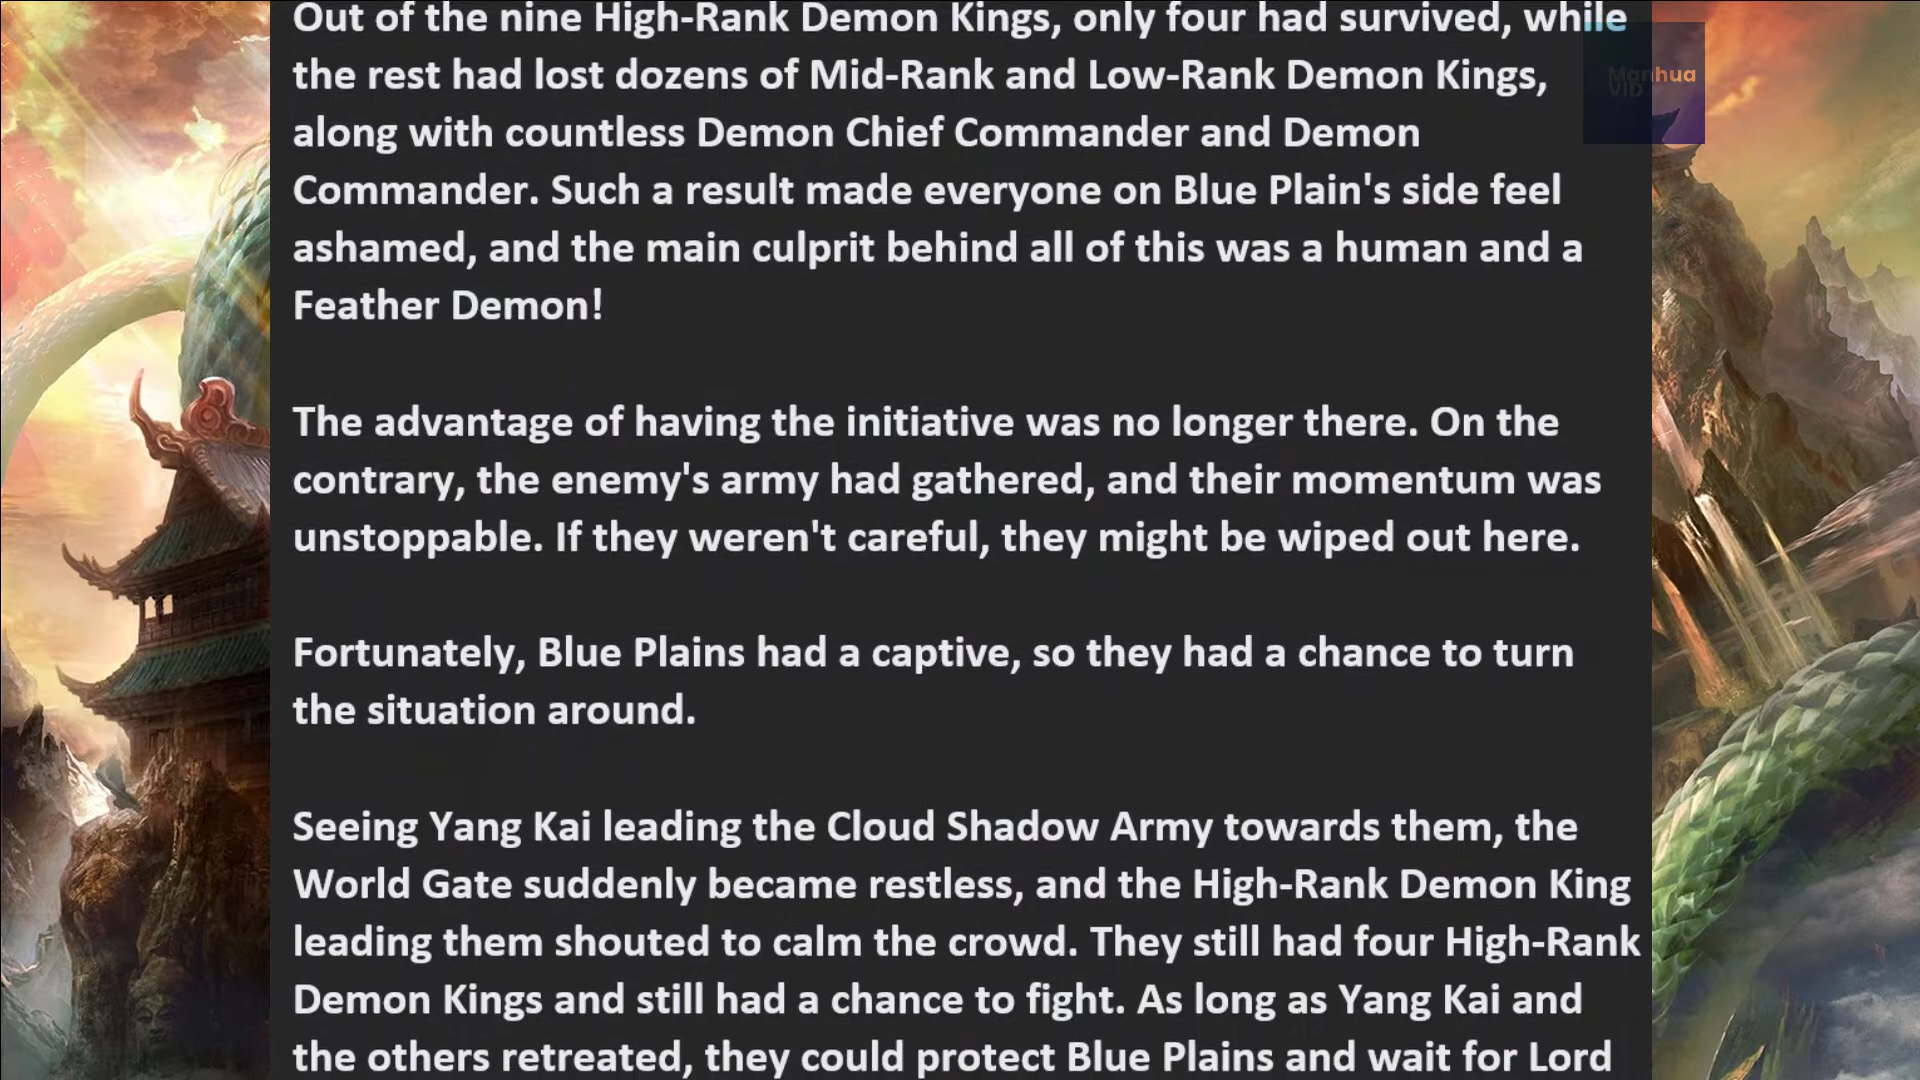 Out of the nine High-Rank Demon Kings, only four had survived, while
the rest had lost dozens of Mid-Rank and Low-Rank Demon Kings,
along with countless Demon Chief Commander and Demon
Commander. Such a result made everyone on Blue Plain's side feel
ashamed, and the main culprit behind all of this was a human and a
Feather Demon!
The advantage of having the initiative was no longer there. On the
contrary, the enemy's army had gathered, and their momentum was
unstoppable. If they weren't careful, they might be wiped out here.
Fortunately, Blue Plains had a captive, so they had a chance to turn
the situation around.
Seeing Yang Kai leading the Cloud Shadow Army towards them, the
World Gate suddenly became restless, and the High-Rank Demon King
leading them shouted to calm the crowd. They still had four High-Rank
Demon Kings and still had a chance to fight. As long as Yang Kai and
the others retreated, they could protect Blue Plains and wait for Lord
Manhua
VID